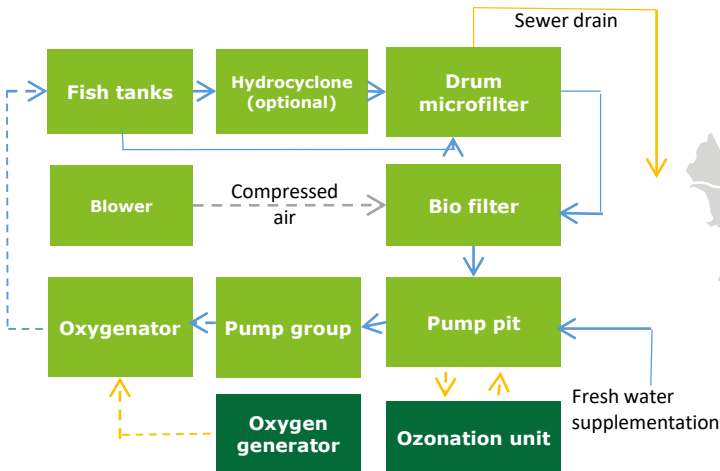 Sewer drain
Fish tanks
Hydrocyclone
(optional)
Drum
microfilter
Blower
Compressed
air
Bio filter
Oxygenator
Pump group
Pump pit
Fresh water
supplementation
Oxygen
generator
Ozonation unit